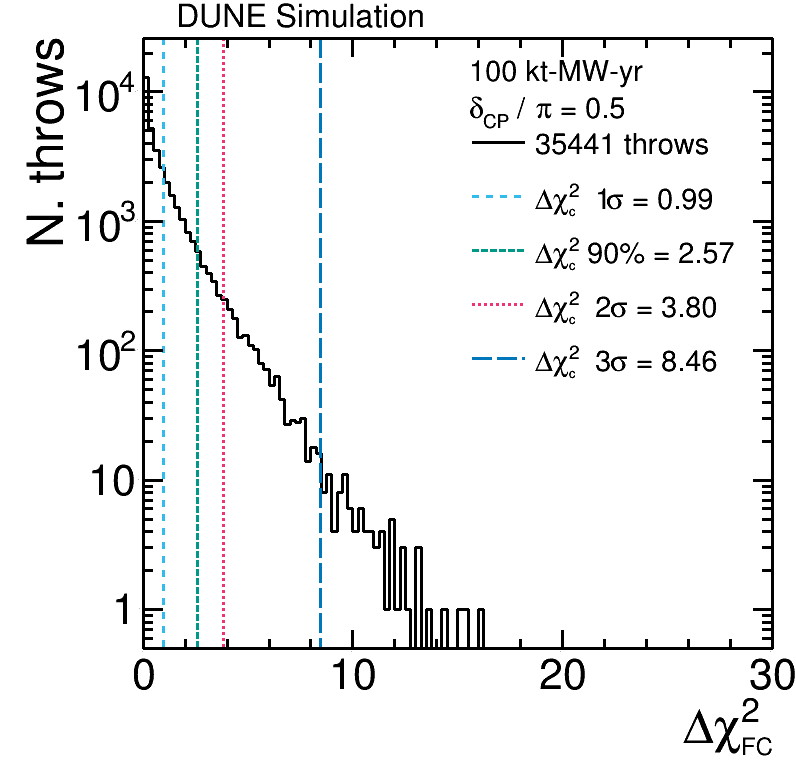 DUNE Simulation
N. throws
10⁴
10³
10²
10
1
100 kt-MW-yr
δCP / π = 0.5
35441 throws
Δχ²c 1σ = 0.99
Δχ²c 90% = 2.57
Δχ²c 2σ = 3.80
Δχ²c 3σ = 8.46
0 10 20 30
Δχ²FC